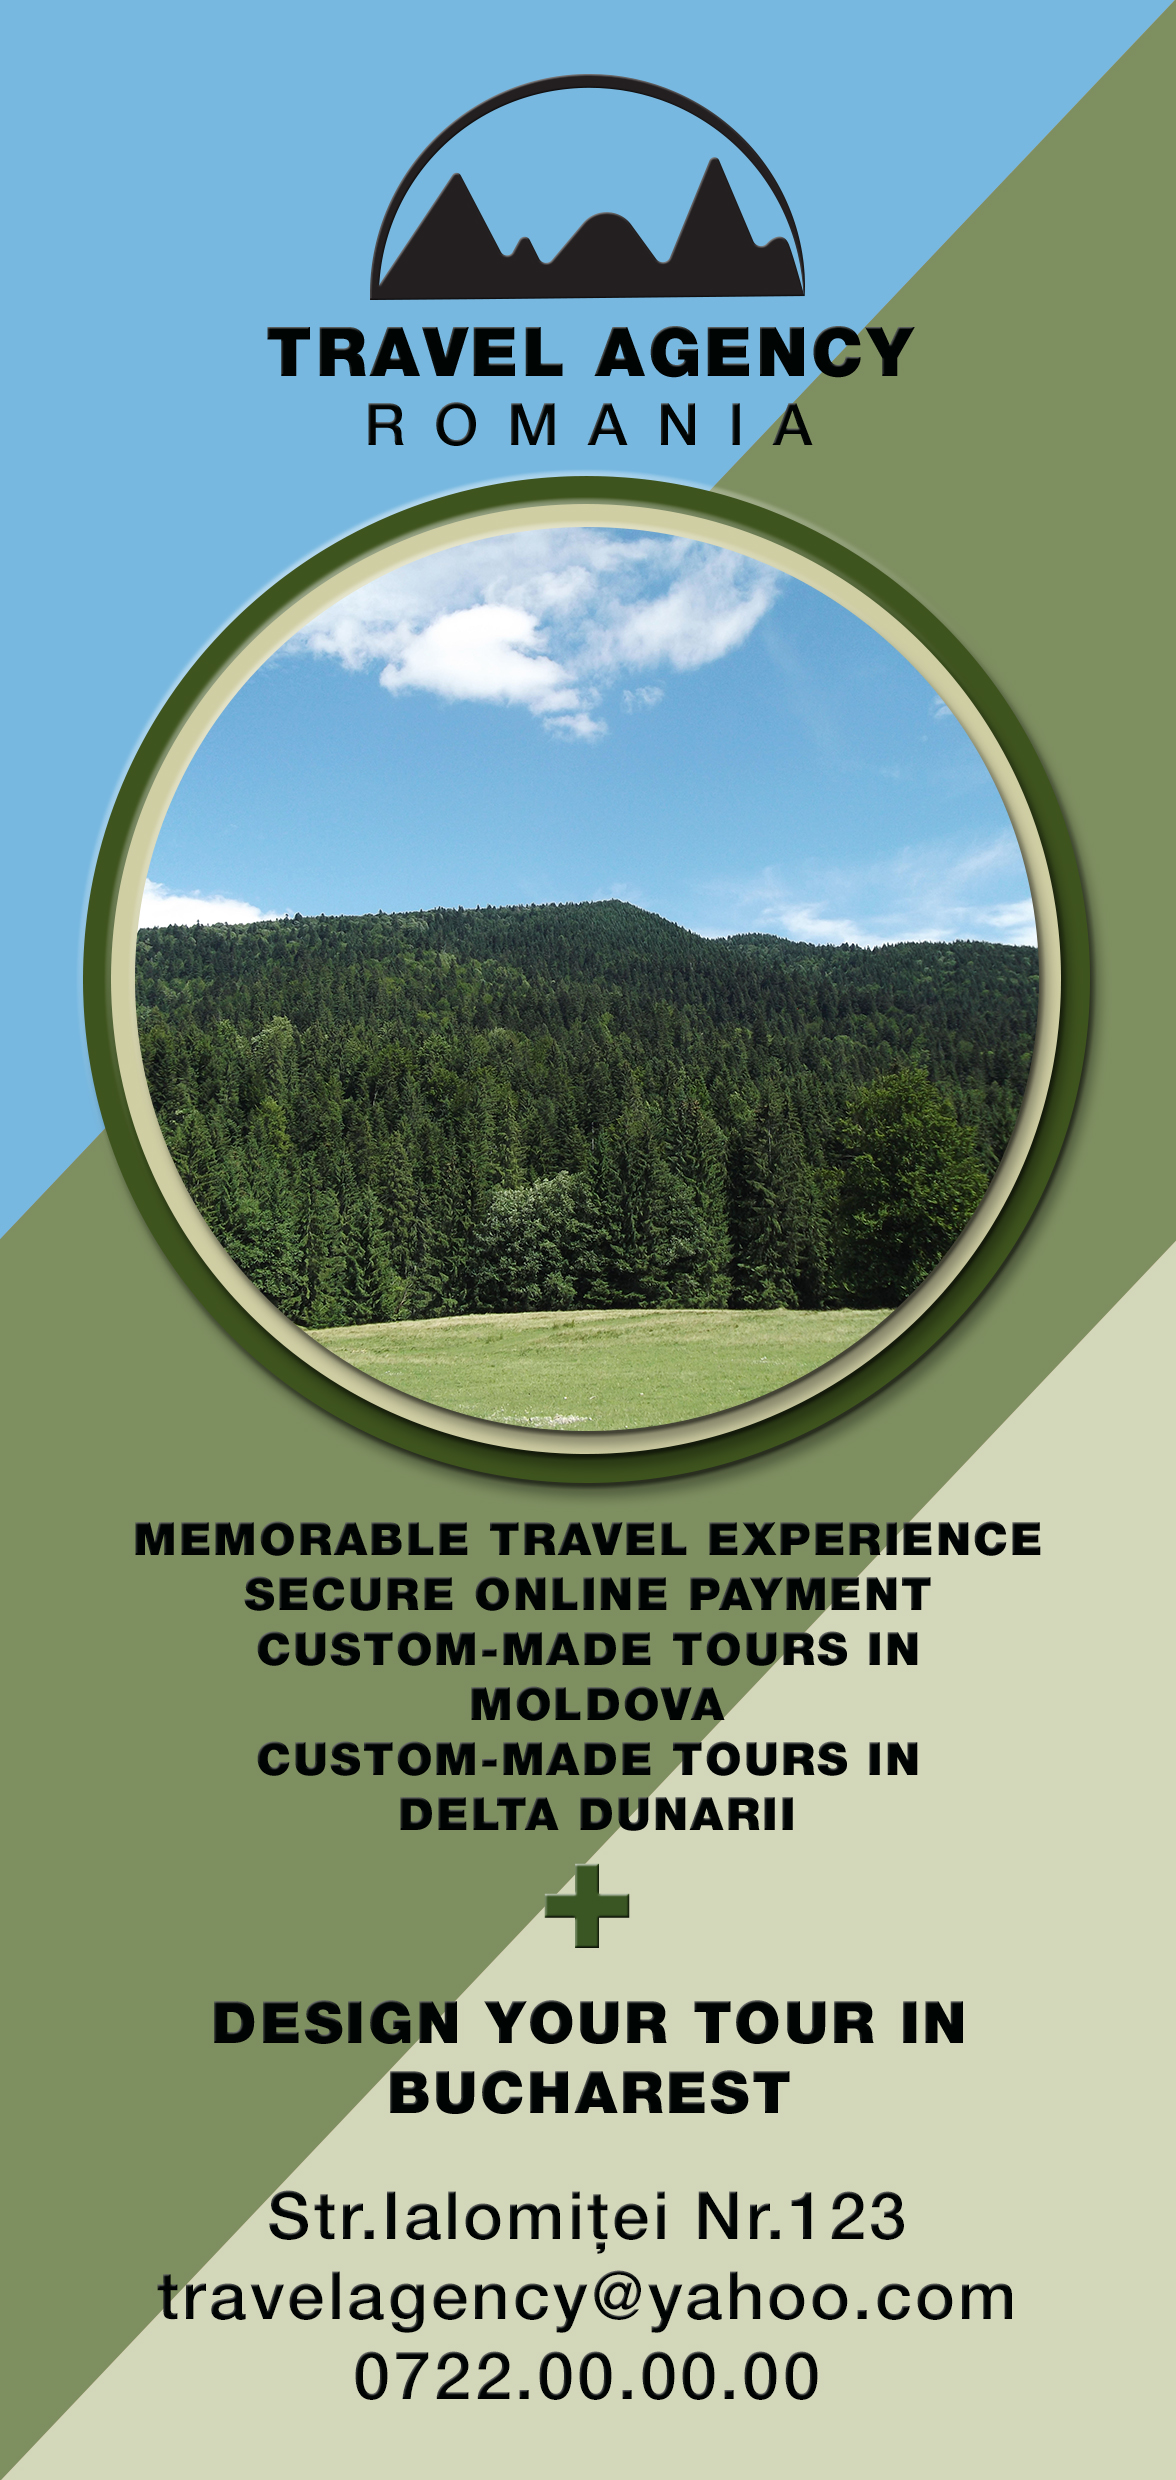 TRAVEL AGENCY
ROMANIA
MEMORABLE TRAVEL EXPERIENCE
SECURE ONLINE PAYMENT
CUSTOM-MADE TOURS IN
MOLDOVA
CUSTOM-MADE TOURS IN
DELTA DUNARII
+
DESIGN YOUR TOUR IN
BUCHAREST
Str.Ialomiței Nr.123
travelagency@yahoo.com
0722.00.00.00